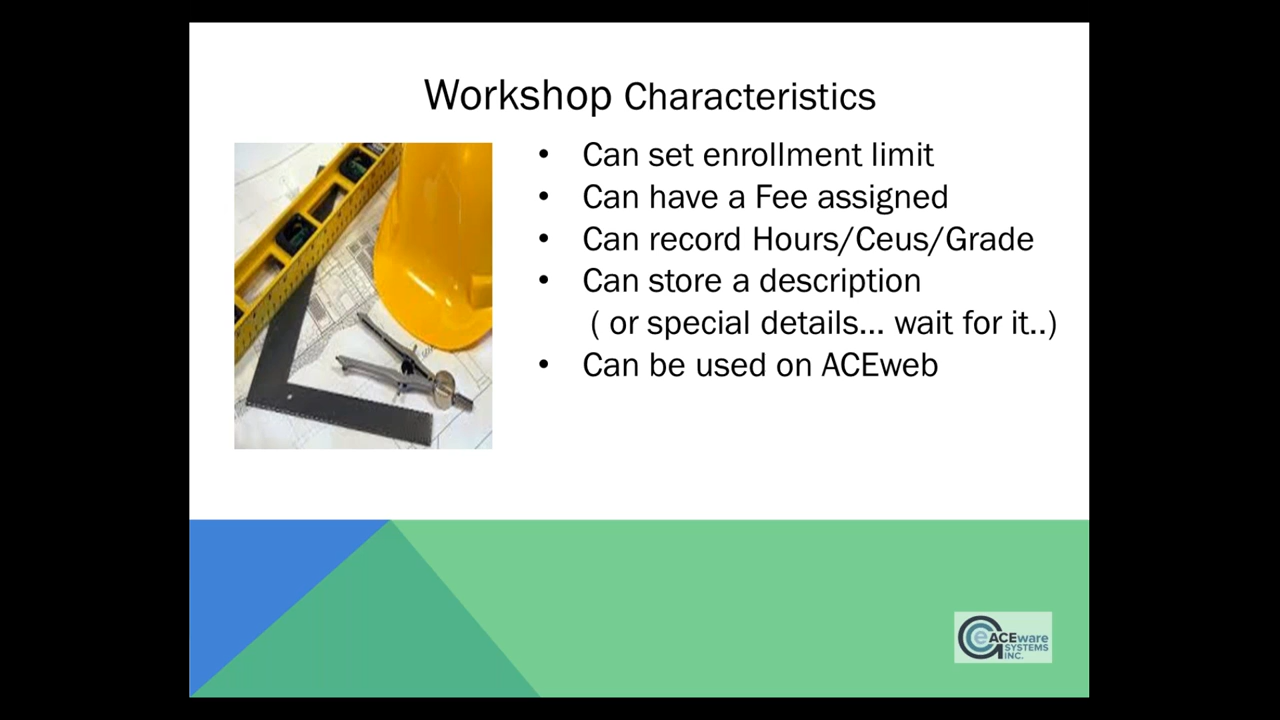 Workshop Characteristics
• Can set enrollment limit
• Can have a Fee assigned
• Can record Hours/Ceus/Grade
• Can store a description
( or special details... wait for it..)
• Can be used on ACEweb
ACEware
SYSTEMS
INC.